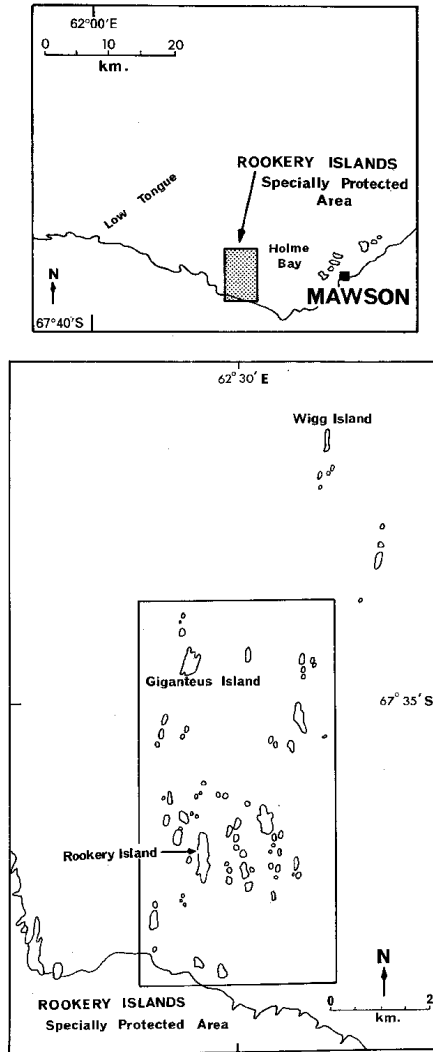 62°00'E
0 10 20
km.
ROOKERY ISLANDS
Specially Protected
Area
Low Tongue
Holme
Bay
N
MAWSON
67°40'S
62°30' E
Wigg Island
Giganteus Island
67°35'S
Rookery Island
N
0 2
km.
ROOKERY ISLANDS
Specially Protected Area